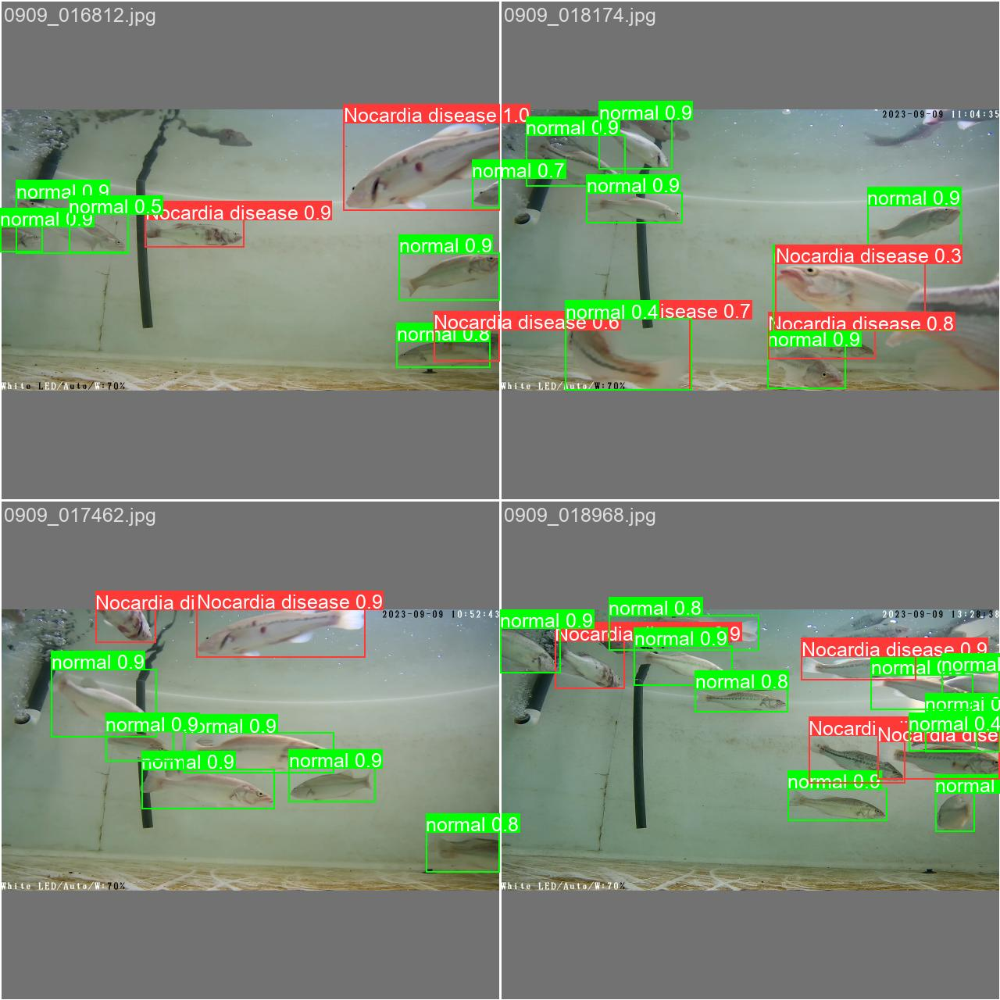 0909_016812.jpg
Nocardia disease 1.0
normal 0.7
normal 0.9
normal 0.5
normal 0.9
Nocardia disease 0.9
normal 0.9
Nocardia disease 0.6
normal 0.8
White LED/Auto/W:70%
0909_018174.jpg
2023-09-09 11:04:35
normal 0.9
normal 0.9
normal 0.9
normal 0.9
Nocardia disease 0.3
normal 0.4
isease 0.7
Nocardia disease 0.8
normal 0.9
White LED/Auto/W:70%
0909_017462.jpg
Nocardia di
Nocardia disease 0.9
2023-09-09 10:52:43
normal 0.9
normal 0.9
ormal 0.9
normal 0.9
normal 0.9
normal 0.8
White LED/Auto/W:70%
0909_018968.jpg
normal 0.8
2023-09-09 13:28:38
normal 0.9
Nocardia
9
normal 0.9
Nocardia disease 0.9
normal
normal
normal 0.8
normal 0
normal 0.4
Nocardi
Nocardia dise
normal 0.9
normal
White LED/Auto/W:70%